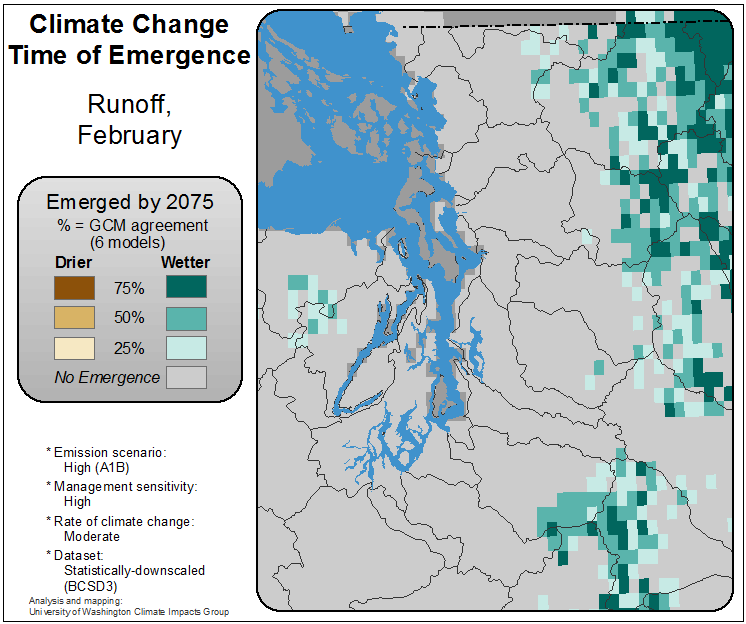 Climate Change
Time of Emergence
Runoff,
February
Emerged by 2075
% = GCM agreement
(6 models)
Drier Wetter
75%
50%
25%
No Emergence
* Emission scenario:
High (A1B)
* Management sensitivity:
High
* Rate of climate change:
Moderate
* Dataset:
Statistically-downscaled
(BCSD3)
Analysis and mapping:
University of Washington Climate Impacts Group